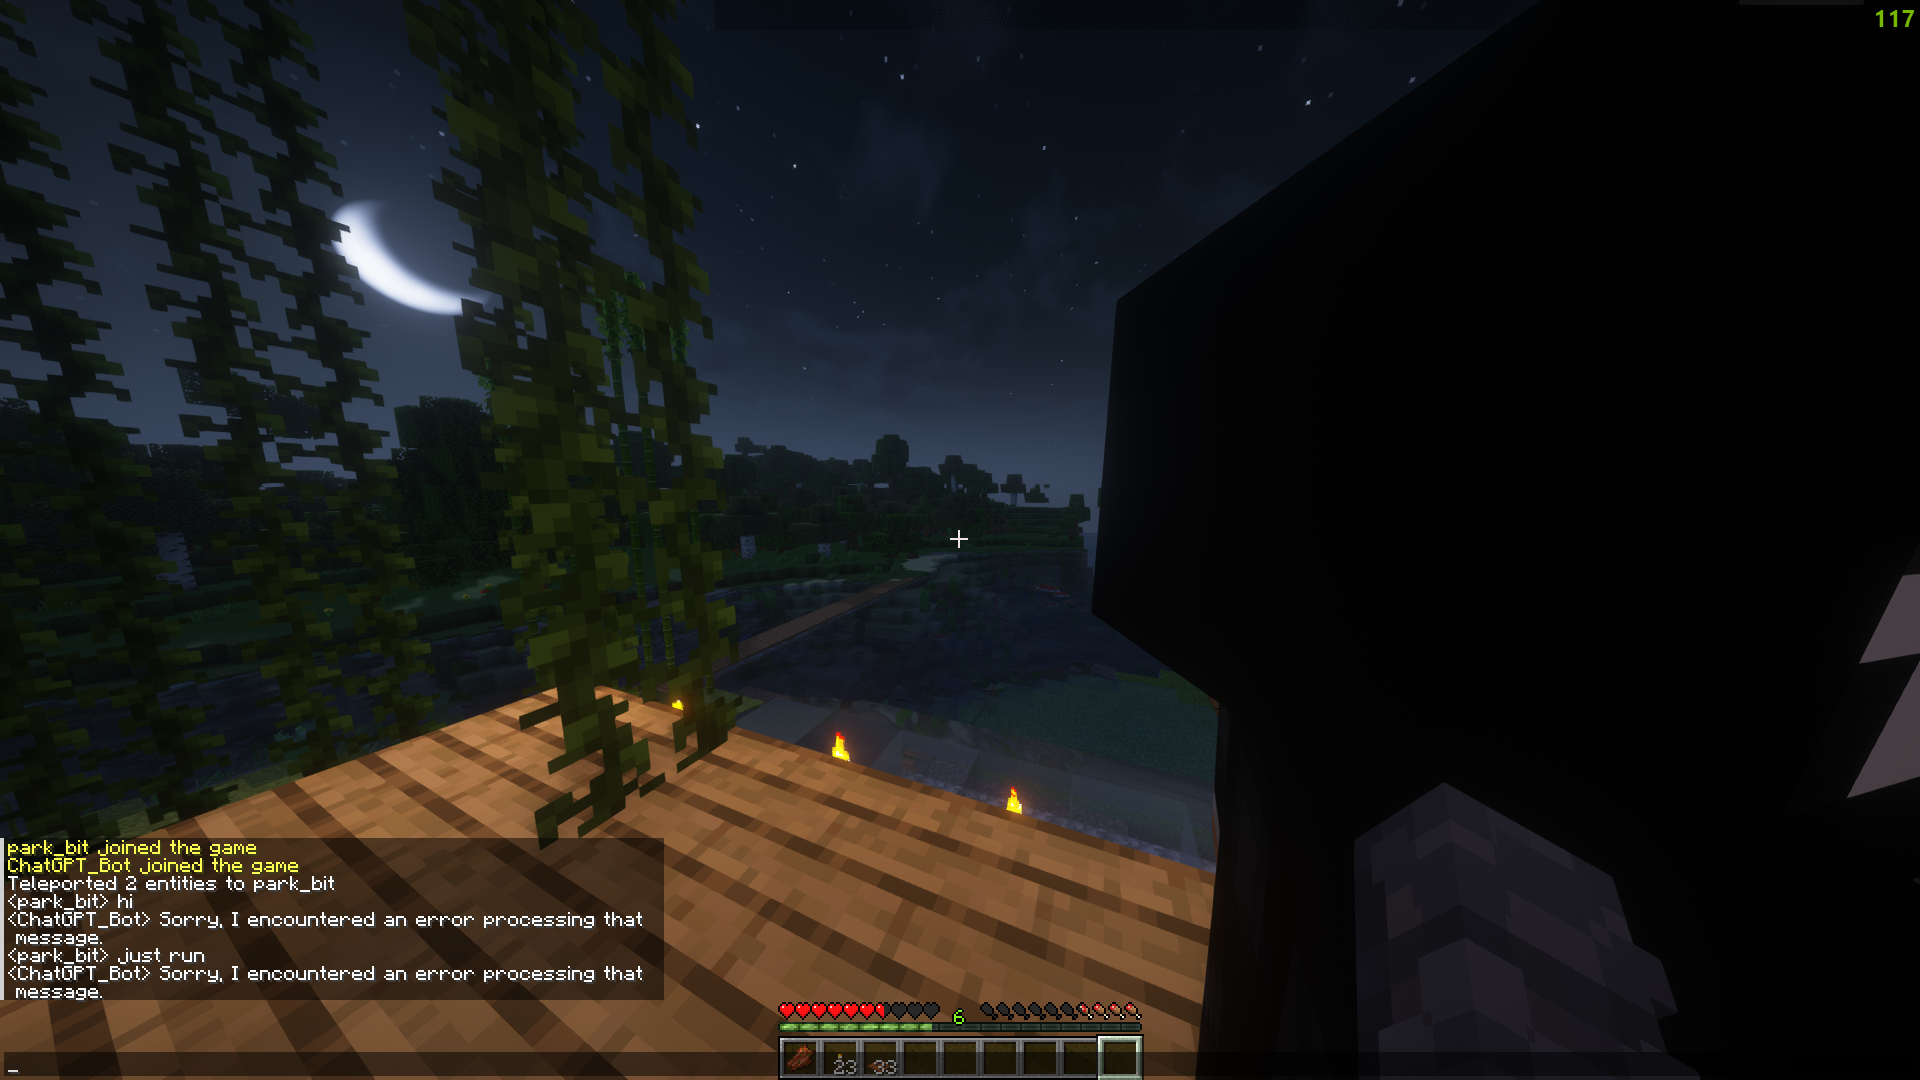 117
park_bit joined the game
ChatGPT_Bot joined the game
Teleported 2 entities to park_bit
<park_bit> hi
<ChatGPT_Bot> Sorry, I encountered an error processing that
message.
<park_bit> just run
<ChatGPT_Bot> Sorry, I encountered an error processing that
message.
6
23 33
_